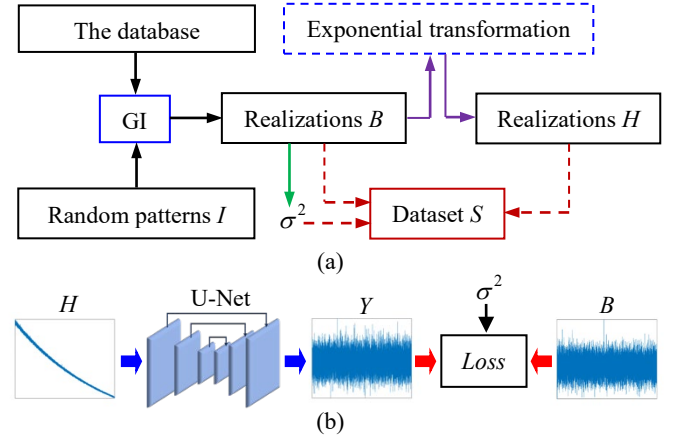 The database
Exponential transformation
GI
Realizations B
Realizations H
Random patterns I
σ²
Dataset S
(a)
H
U-Net
Y
σ²
B
Loss
(b)